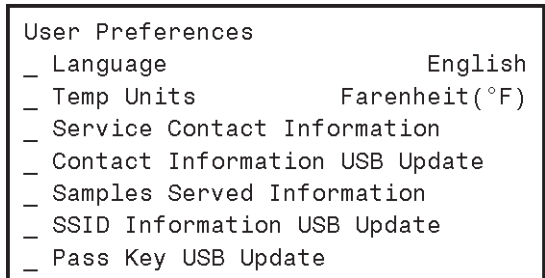 User Preferences
_ Language English
_ Temp Units Farenheit(°F)
_ Service Contact Information
_ Contact Information USB Update
_ Samples Served Information
_ SSID Information USB Update
_ Pass Key USB Update